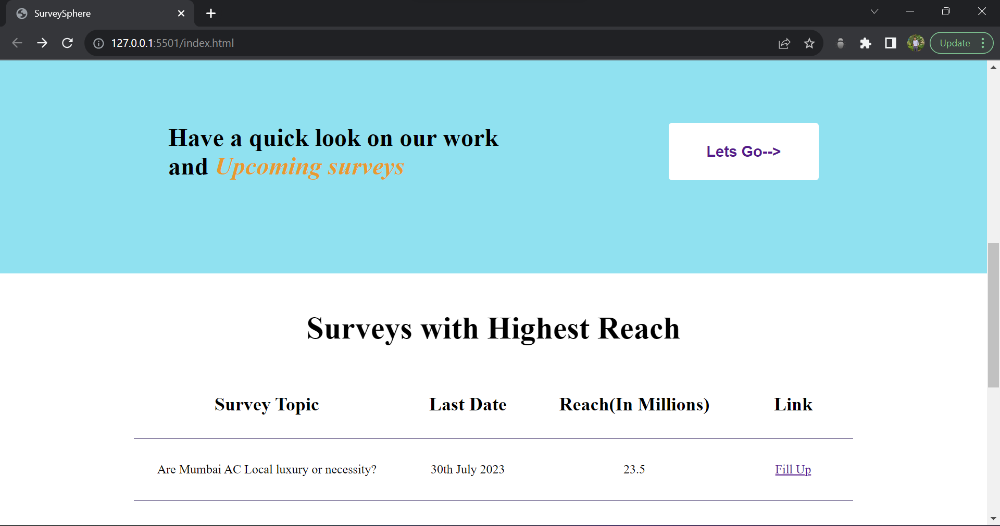 SurveySphere
127.0.0.1:5501/index.html
Update
Have a quick look on our work
and Upcoming surveys
Lets Go-->
Surveys with Highest Reach
Survey Topic Last Date Reach(In Millions) Link
Are Mumbai AC Local luxury or necessity? 30th July 2023 23.5 Fill Up